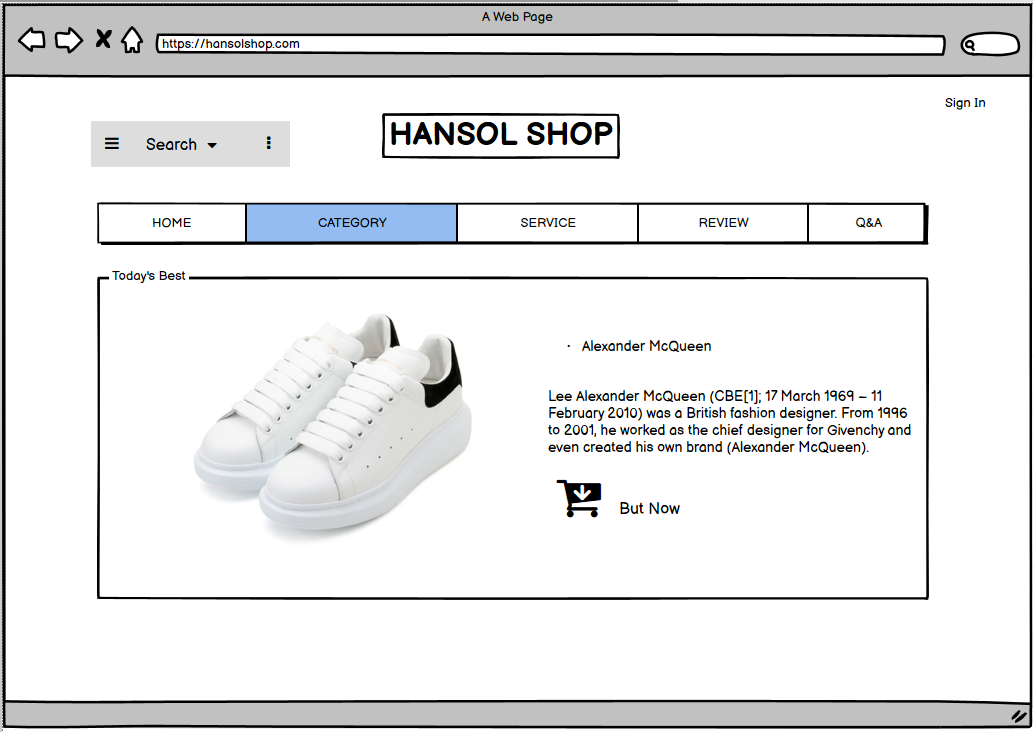 A Web Page
https://hansolshop.com
Sign In
Search
HANSOL SHOP
HOME
CATEGORY
SERVICE
REVIEW
Q&A
Today's Best
· Alexander McQueen
Lee Alexander McQueen (CBE[1]; 17 March 1969 – 11
February 2010) was a British fashion designer. From 1996
to 2001, he worked as the chief designer for Givenchy and
even created his own brand (Alexander McQueen).
But Now